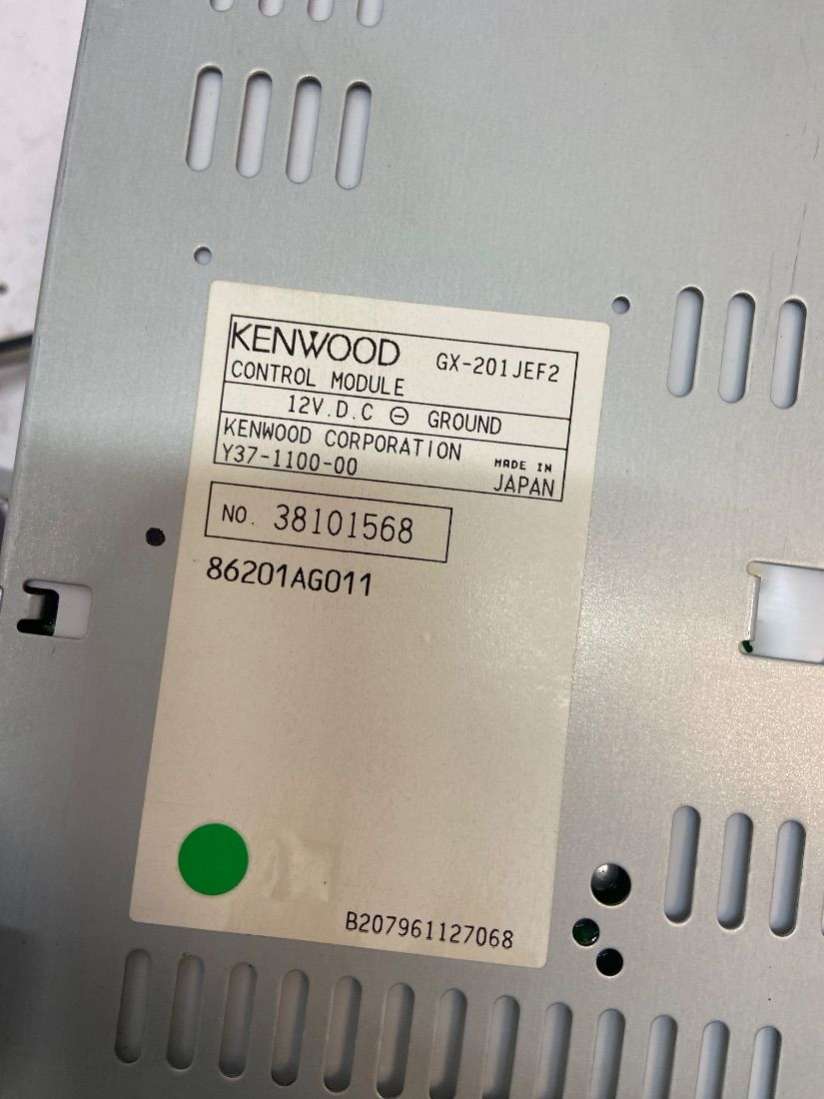 KENWOOD GX-201JEF2
CONTROL MODULE
12V.D.C ⊖ GROUND
KENWOOD CORPORATION
Y37-1100-00 MADE IN JAPAN
NO. 38101568
86201AG011
B207961127068